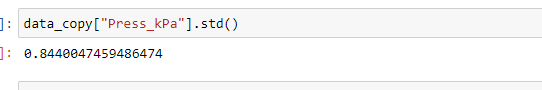 ]: data_copy["Press_kPa"].std()
]: 0.8440047459486474